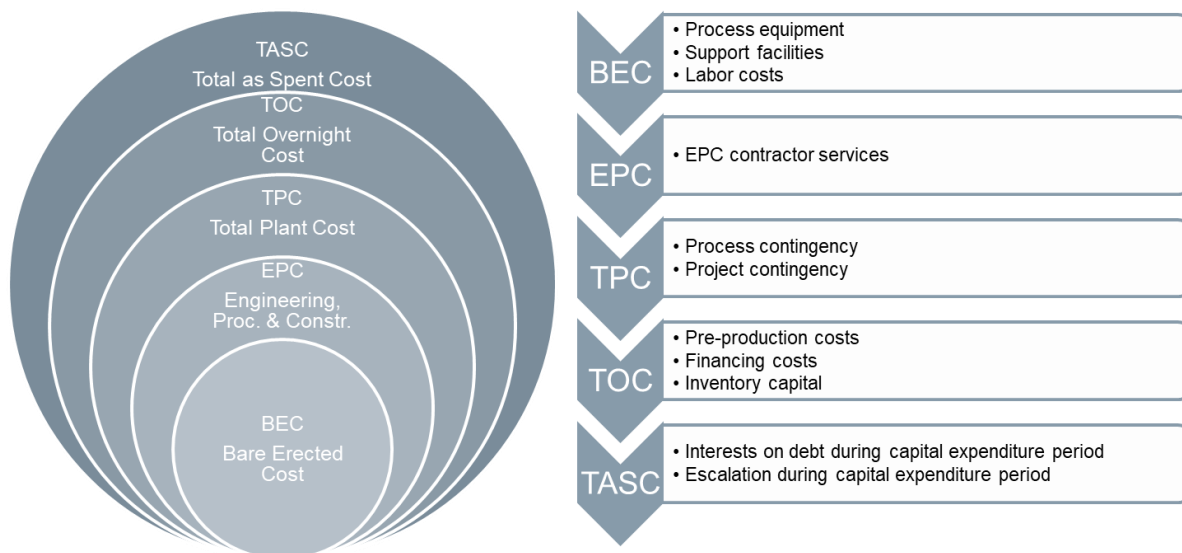 TASC
Total as Spent Cost
TOC
Total Overnight
Cost
TPC
Total Plant Cost
EPC
Engineering,
Proc. & Constr.
BEC
Bare Erected
Cost
BEC
• Process equipment
• Support facilities
• Labor costs
EPC
• EPC contractor services
TPC
• Process contingency
• Project contingency
TOC
• Pre-production costs
• Financing costs
• Inventory capital
TASC
• Interests on debt during capital expenditure period
• Escalation during capital expenditure period